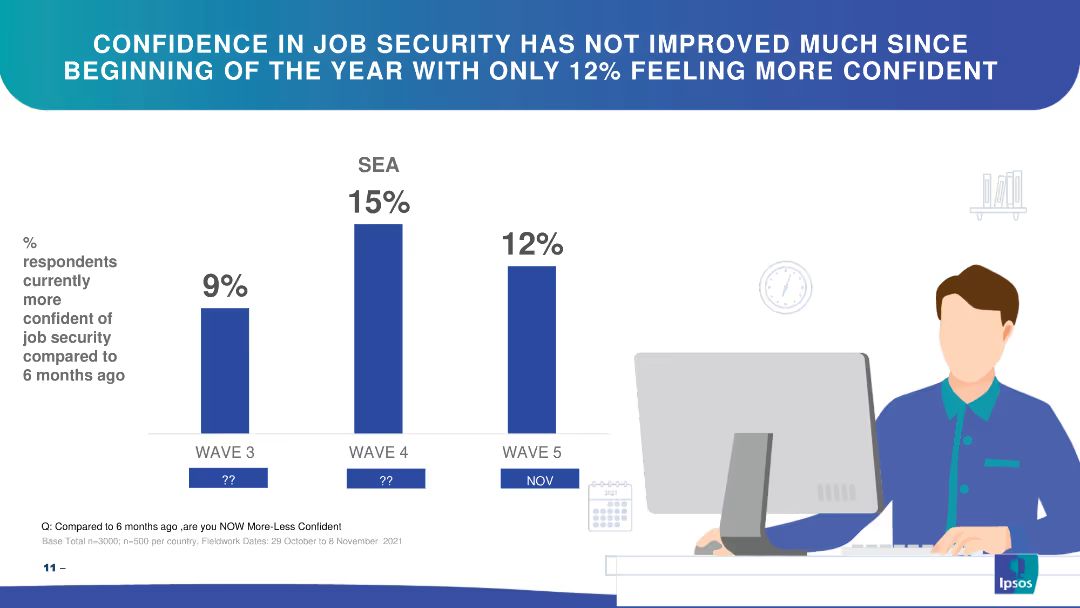 CONFIDENCE IN JOB SECURITY HAS NOT IMPROVED MUCH SINCE
BEGINNING OF THE YEAR WITH ONLY 12% FEELING MORE CONFIDENT
SEA
%
respondents
currently
more
confident of
job security
compared to
6 months ago
9%
15%
12%
WAVE 3
WAVE 4
WAVE 5
??
??
NOV
2021
Q: Compared to 6 months ago ,are you NOW More-Less Confident
Base Total n=3000; n=500 per country. Fieldwork Dates: 29 October to 8 November 2021
11 –
Ipsos